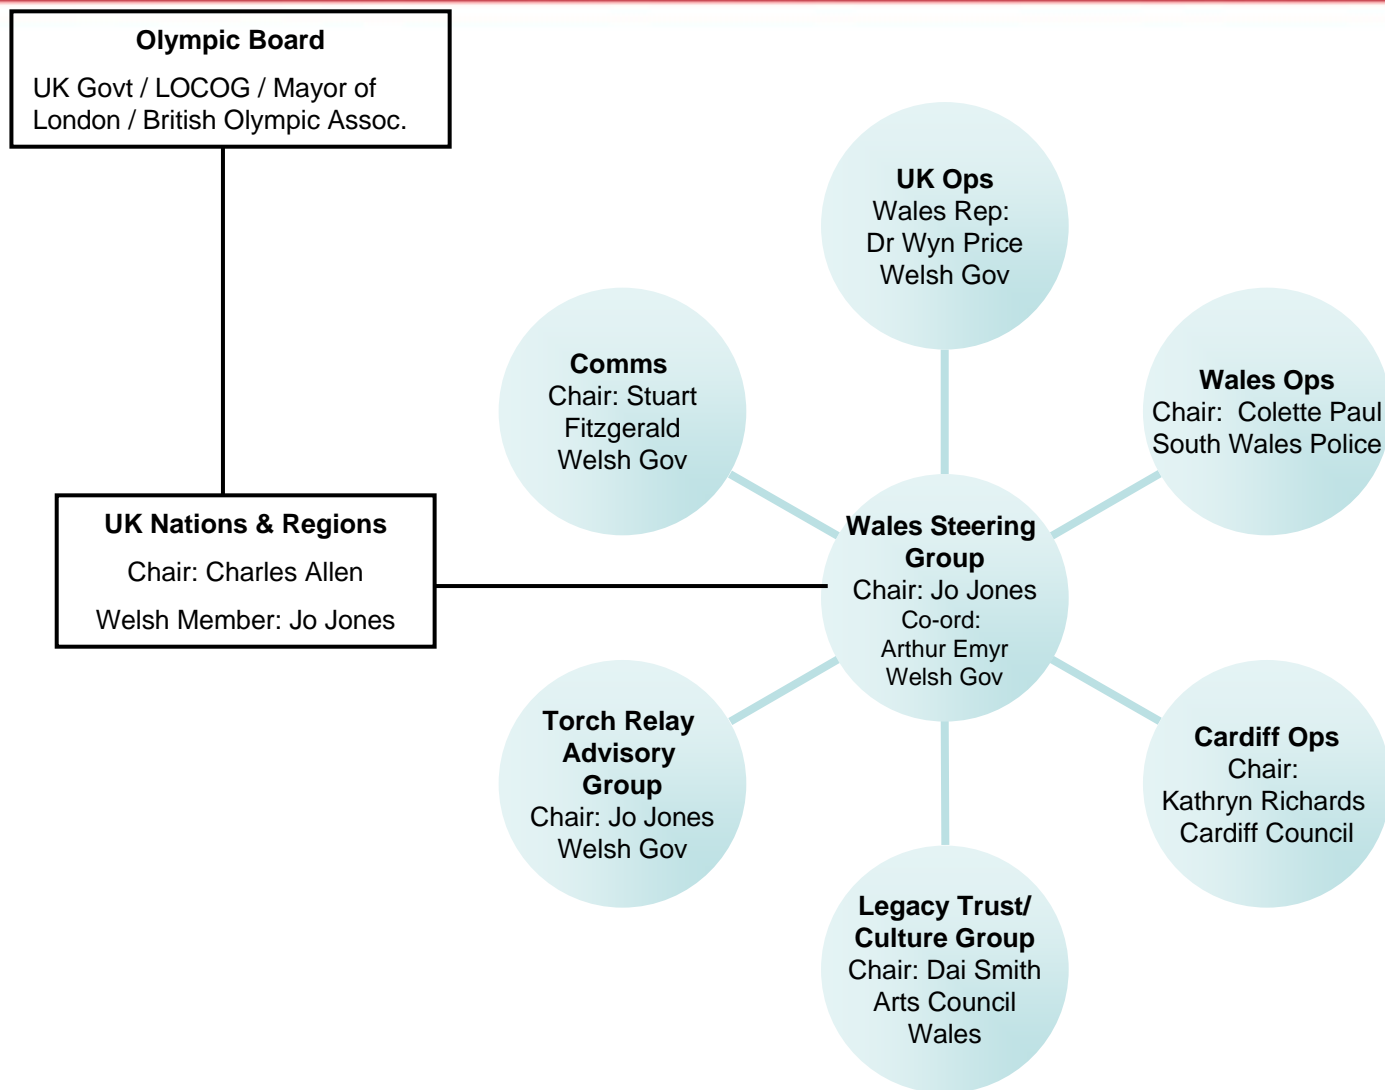 Olympic Board
UK Govt / LOCOG / Mayor of
London / British Olympic Assoc.
UK Ops
Wales Rep:
Dr Wyn Price
Welsh Gov
Comms
Chair: Stuart
Fitzgerald
Welsh Gov
Wales Ops
Chair:  Colette Paul
South Wales Police
UK Nations & Regions
Chair: Charles Allen
Welsh Member: Jo Jones
Wales Steering
Group
Chair: Jo Jones
Co-ord:
Arthur Emyr
Welsh Gov
Torch Relay
Advisory
Group
Chair: Jo Jones
Welsh Gov
Cardiff Ops
Chair:
Kathryn Richards
Cardiff Council
Legacy Trust/
Culture Group
Chair: Dai Smith
Arts Council
Wales